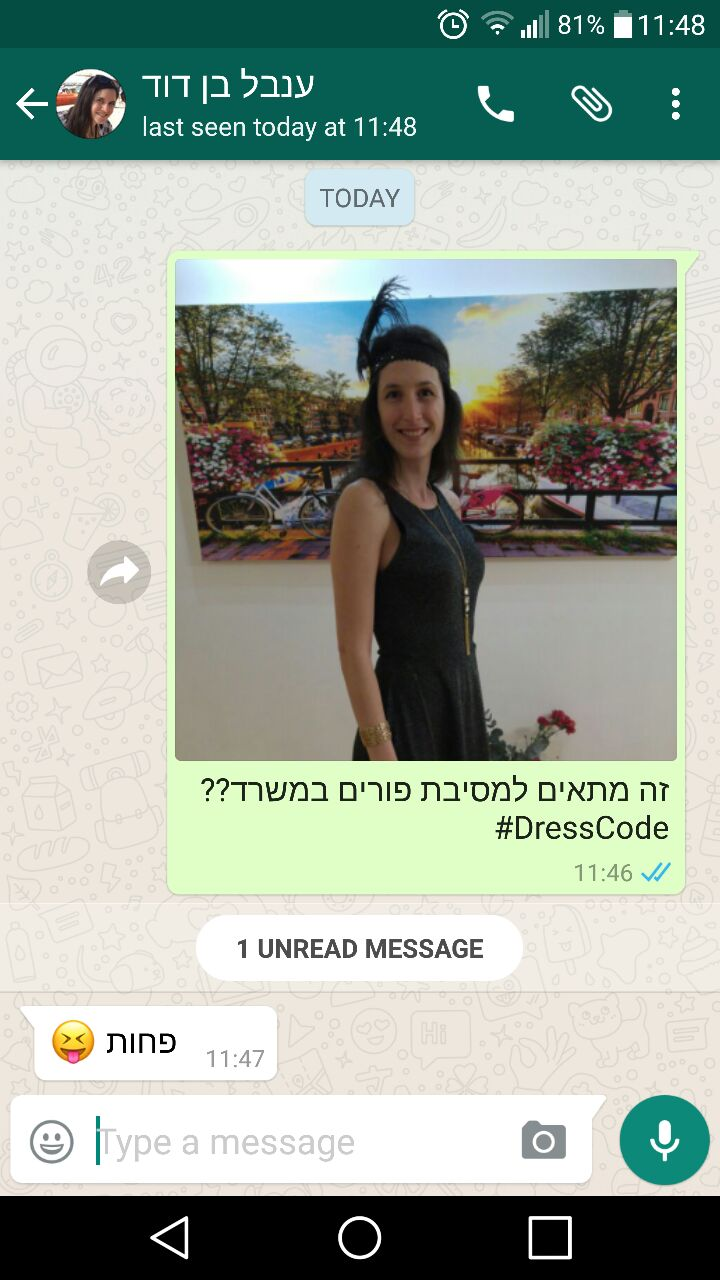 81% 11:48
ענבל בן דוד
last seen today at 11:48
TODAY
זה מתאים למסיבת פורים במשרד??
#DressCode
11:46
1 UNREAD MESSAGE
פחות 😝
11:47
Type a message